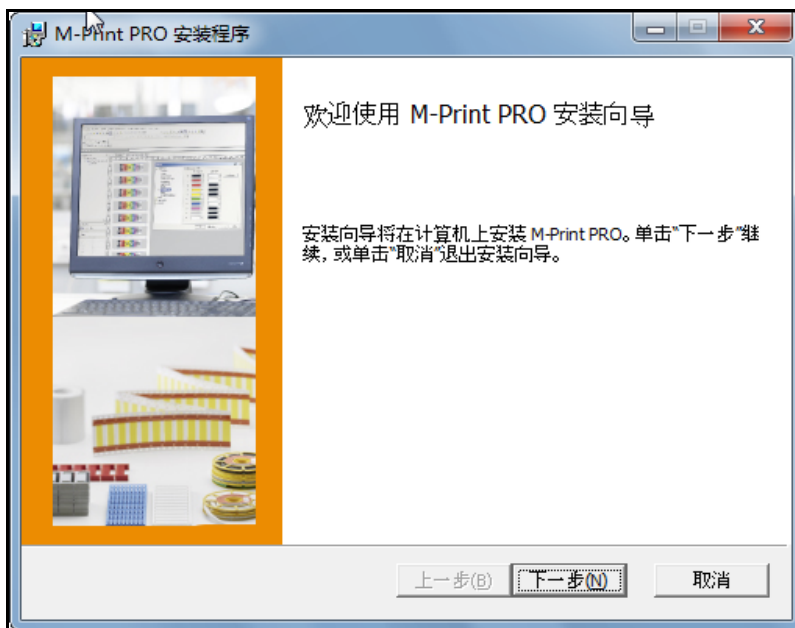 M-Print PRO 安装程序
欢迎使用 M-Print PRO 安装向导
安装向导将在计算机上安装 M-Print PRO。单击“下一步”继
续，或单击“取消”退出安装向导。
上一步(B)
下一步(N)
取消